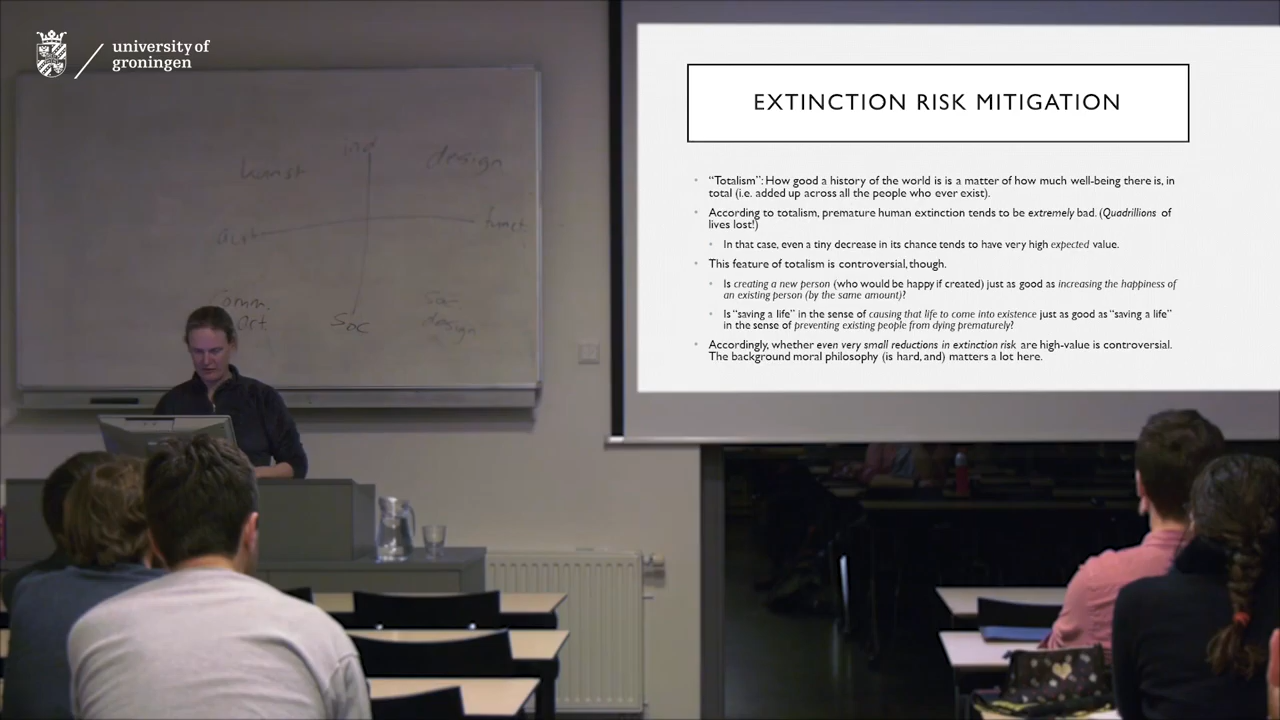 university of
groningen
ind
design
funct.
Comm.
art
Soc
design
EXTINCTION RISK MITIGATION
"Totalism": How good a history of the world is is a matter of how much well-being there is, in
total (i.e. added up across all the people who ever exist).
According to totalism, premature human extinction tends to be extremely bad. (Quadrillions of
lives lost!)
In that case, even a tiny decrease in its chance tends to have very high expected value.
This feature of totalism is controversial, though.
Is creating a new person (who would be happy if created) just as good as increasing the happiness of
an existing person (by the same amount)?
Is "saving a life" in the sense of causing that life to come into existence just as good as "saving a life"
in the sense of preventing existing people from dying prematurely?
Accordingly, whether even very small reductions in extinction risk are high-value is controversial.
The background moral philosophy (is hard, and) matters a lot here.